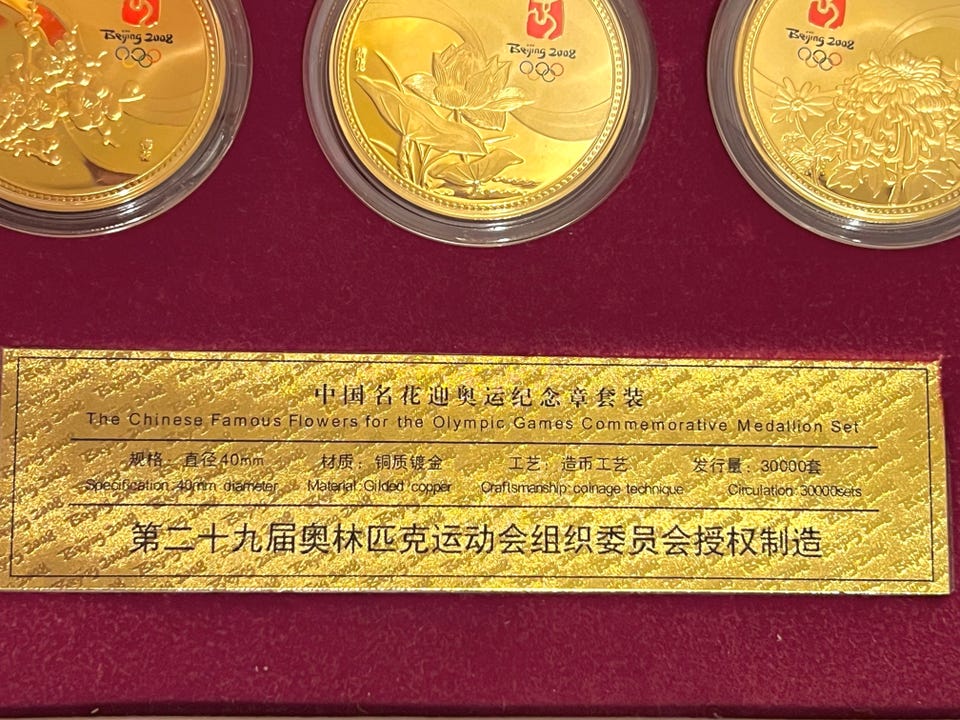 Beijing 2008
Beijing 2008
Beijing 2008
中国名花迎奥运纪念章套装
The Chinese Famous Flowers for the Olympic Games Commemorative Medallion Set
规格：直径40mm 材质：铜质镀金 工艺：造币工艺 发行量：30000套
Specification:40mm diameter Material:Gilded copper Craftsmanship:coinage technique Circulation:30000sets
第二十九届奥林匹克运动会组织委员会授权制造